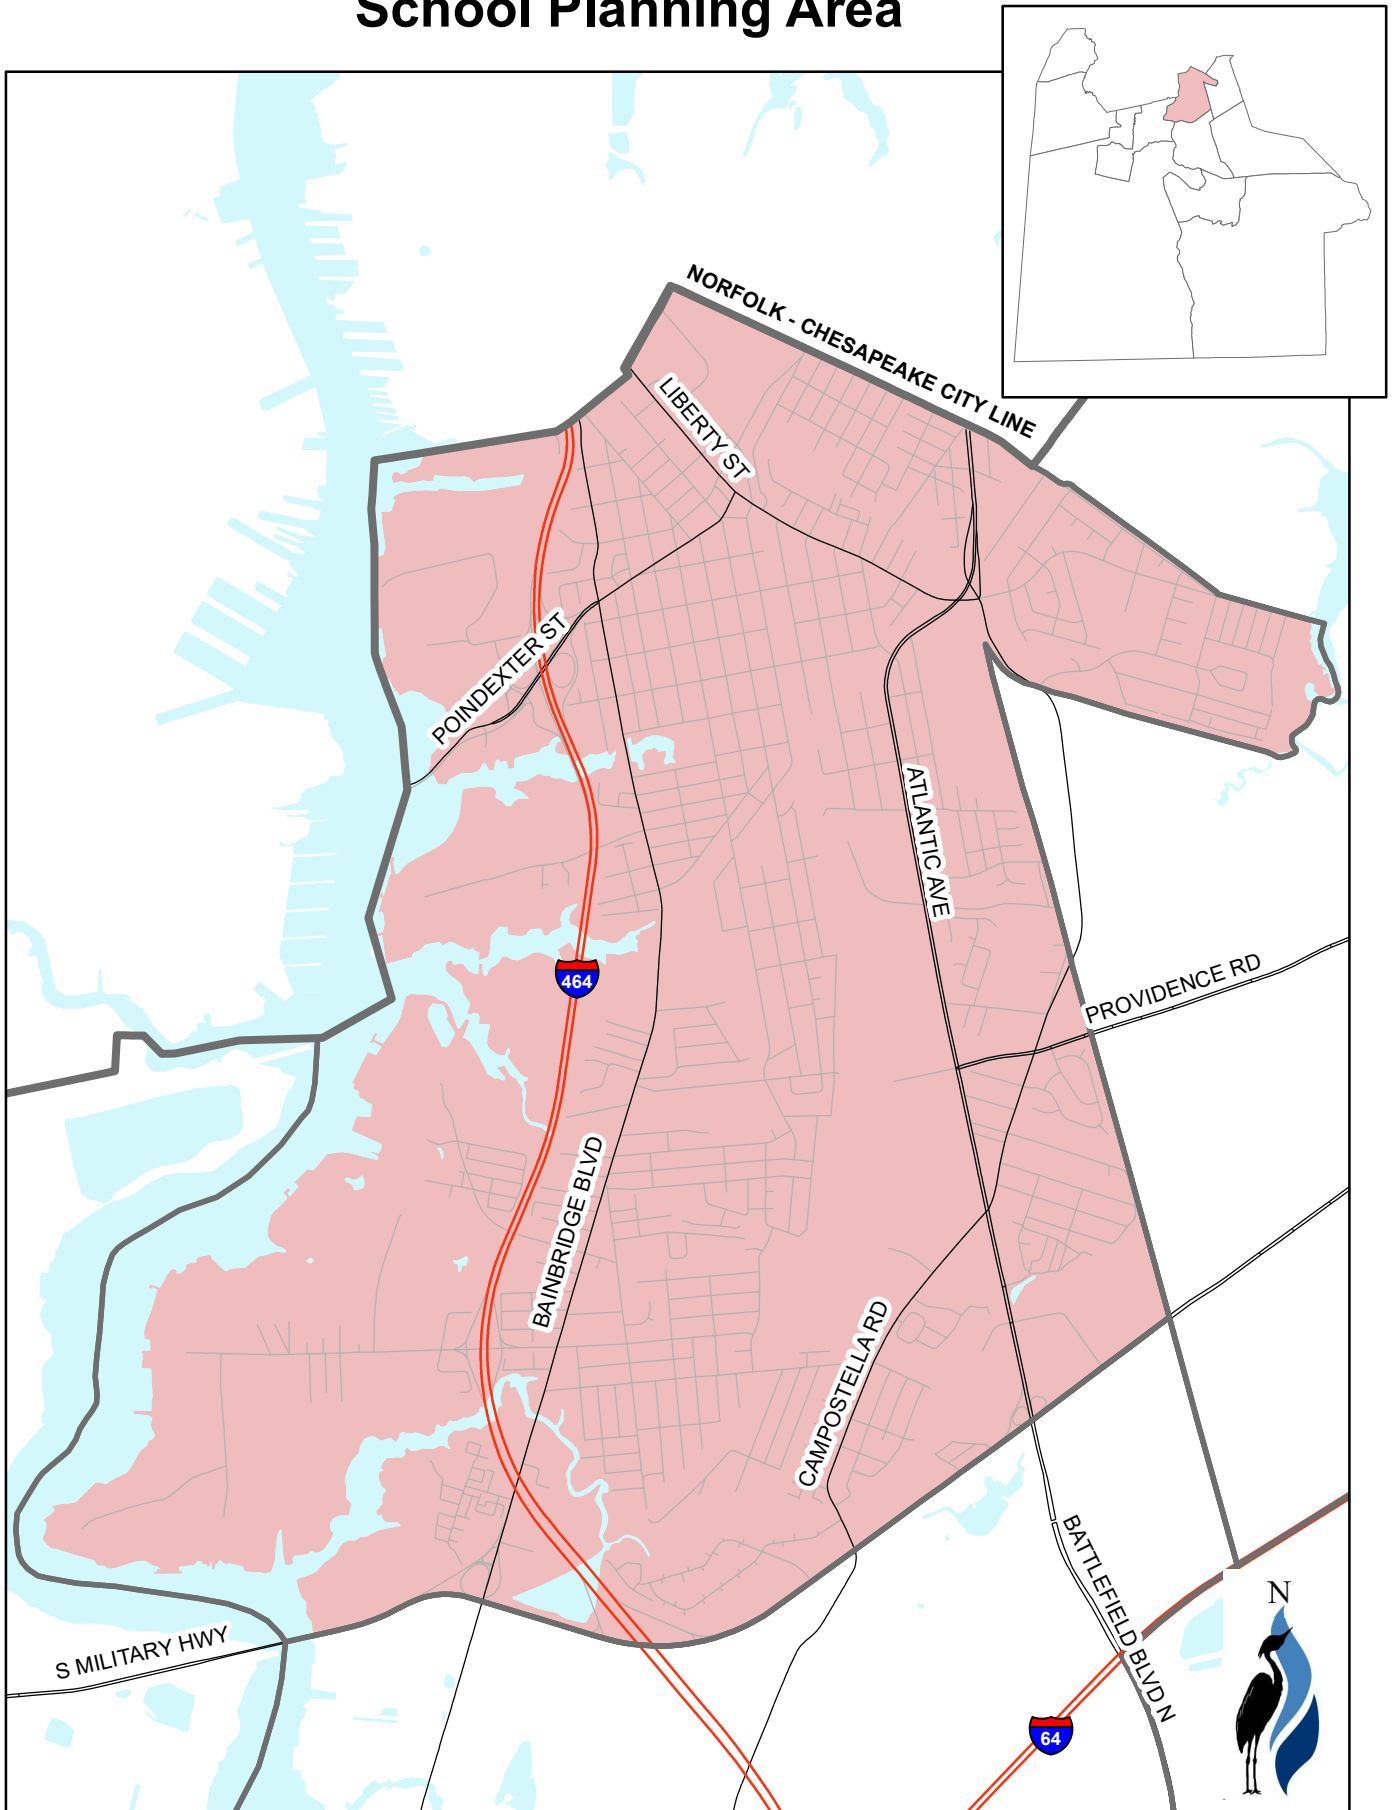 School Planning Area
NORFOLK - CHESAPEAKE CITY LINE
LIBERTY ST
POINDEXTER ST
ATLANTIC AVE
464
PROVIDENCE RD
BAINBRIDGE BLVD
CAMPOSTELLA RD
BATTLEFIELD BLVD N
S MILITARY HWY
64
N